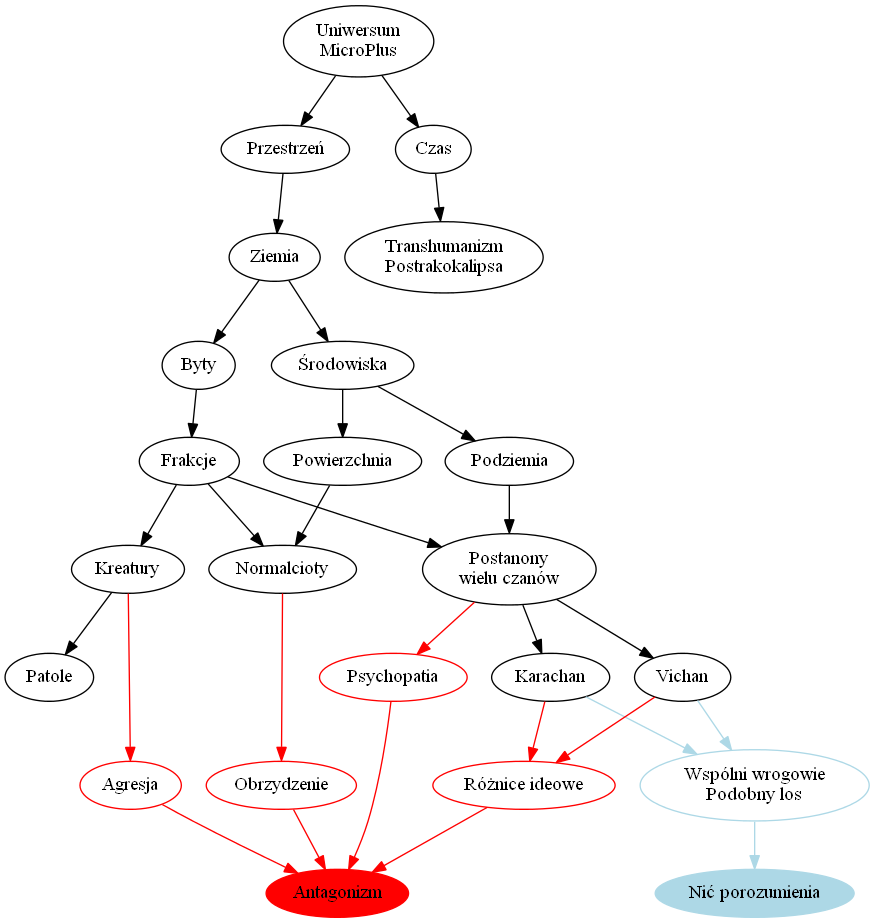 Uniwersum
MicroPlus
Przestrzeń
Czas
Ziemia
Transhumanizm
Postrakokalipsa
Byty
Środowiska
Frakcje
Powierzchnia
Podziemia
Kreatury
Normalcioty
Postanony
wielu czanów
Patole
Psychopatia
Karachan
Vichan
Agresja
Obrzydzenie
Różnice ideowe
Wspólni wrogowie
Podobny los
Antagonizm
Nić porozumienia